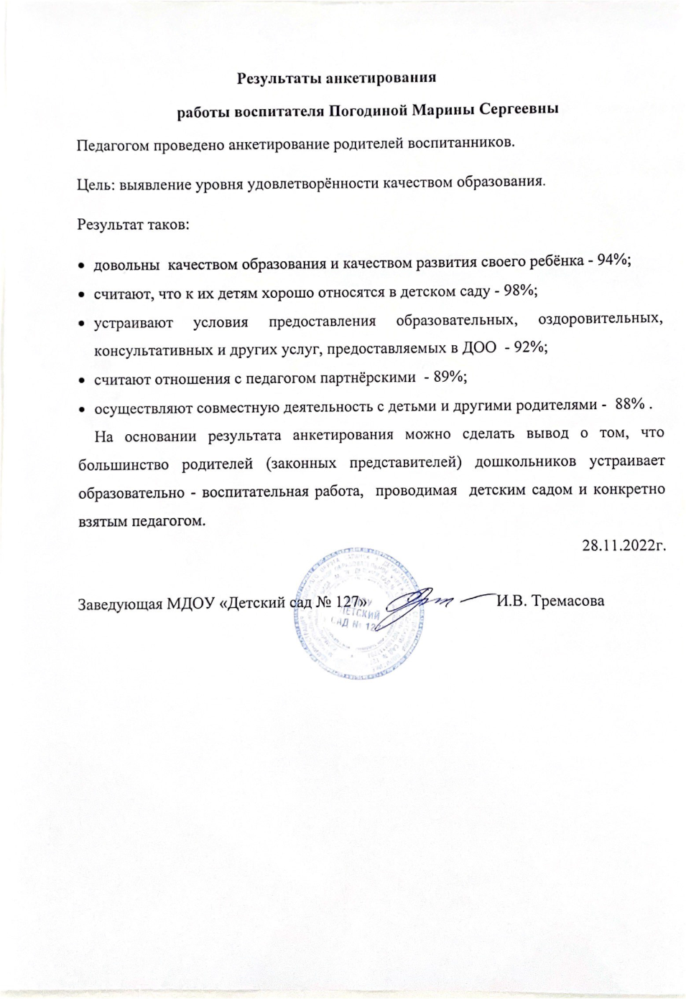 Результаты анкетирования
работы воспитателя Погодиной Марины Сергеевны
Педагогом проведено анкетирование родителей воспитанников.
Цель: выявление уровня удовлетворённости качеством образования.
Результат таков:
• довольны качеством образования и качеством развития своего ребёнка - 94%;
• считают, что к их детям хорошо относятся в детском саду - 98%;
• устраивают условия предоставления образовательных, оздоровительных,
консультативных и других услуг, предоставляемых в ДОО - 92%;
• считают отношения с педагогом партнёрскими - 89%;
• осуществляют совместную деятельность с детьми и другими родителями - 88% .
На основании результата анкетирования можно сделать вывод о том, что
большинство родителей (законных представителей) дошкольников устраивает
образовательно - воспитательная работа, проводимая детским садом и конкретно
взятым педагогом.
28.11.2022г.
Заведующая МДОУ «Детский сад № 127» И.В. Тремасова
ДЕТСКИЙ
САД № 127